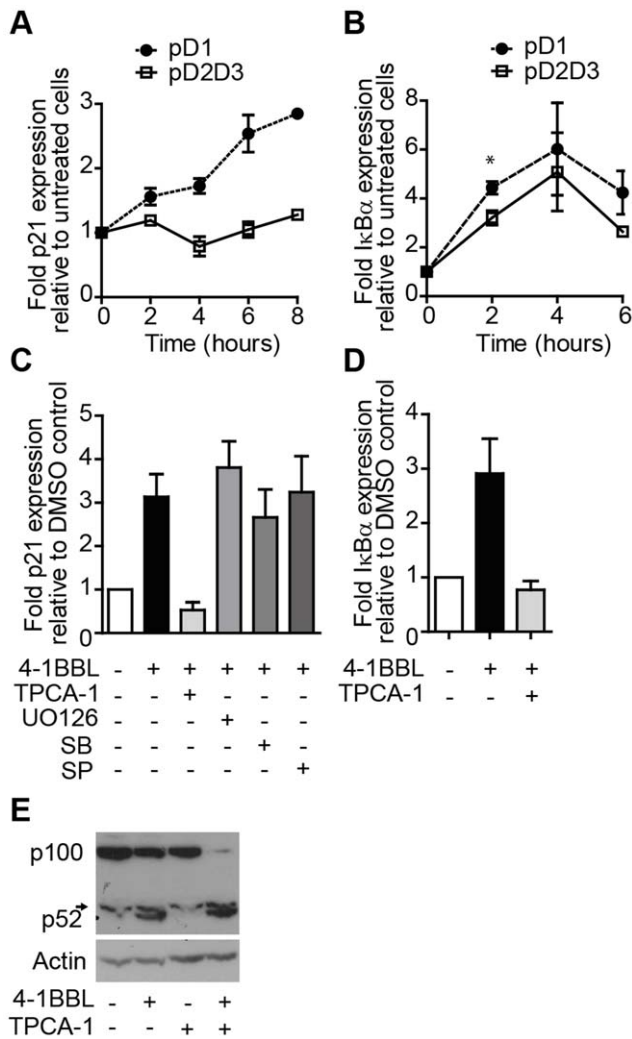 A
pD1
pD2D3
Fold p21 expression
relative to untreated cells
3
2
1
0
0 2 4 6 8
Time (hours)
B
pD1
pD2D3
Fold IκBα expression
relative to untreated cells
8
6
4
2
0
*
0 2 4 6
Time (hours)
C
Fold p21 expression
relative to DMSO control
5
4
3
2
1
0
4-1BBL - + + + + +
TPCA-1 - - + - - -
UO126 - - - + - -
SB - - - - + -
SP - - - - - +
D
Fold IκBα expression
relative to DMSO control
4
3
2
1
0
4-1BBL - + +
TPCA-1 - - +
E
p100
p52
Actin
4-1BBL - + - +
TPCA-1 - - + +